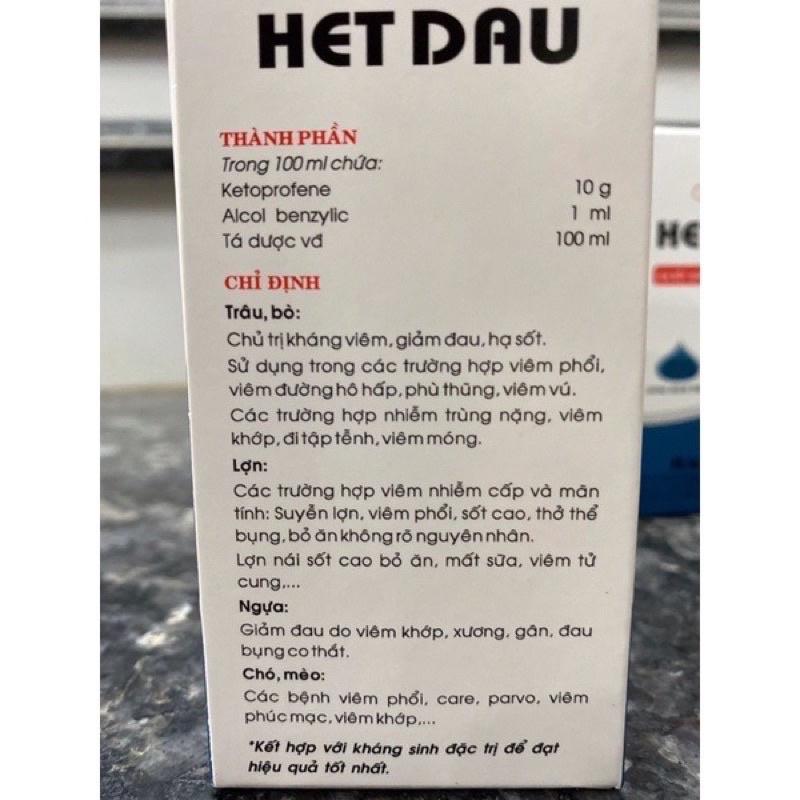 HET DAU
THÀNH PHẦN
Trong 100 ml chứa:
Ketoprofene 10 g
Alcol benzylic 1 ml
Tá dược vđ 100 ml
CHỈ ĐỊNH
Trâu, bò:
Chủ trị kháng viêm, giảm đau, hạ sốt.
Sử dụng trong các trường hợp viêm phổi,
viêm đường hô hấp, phù thũng, viêm vú.
Các trường hợp nhiễm trùng nặng, viêm
khớp, đi tập tễnh, viêm móng.
Lợn:
Các trường hợp viêm nhiễm cấp và mãn
tính: Suyễn lợn, viêm phổi, sốt cao, thở thể
bụng, bỏ ăn không rõ nguyên nhân.
Lợn nái sốt cao bỏ ăn, mất sữa, viêm tử
cung,...
Ngựa:
Giảm đau do viêm khớp, xương, gân, đau
bụng co thắt.
Chó, mèo:
Các bệnh viêm phổi, care, parvo, viêm
phúc mạc, viêm khớp,...
*Kết hợp với kháng sinh đặc trị để đạt
hiệu quả tốt nhất.
HE